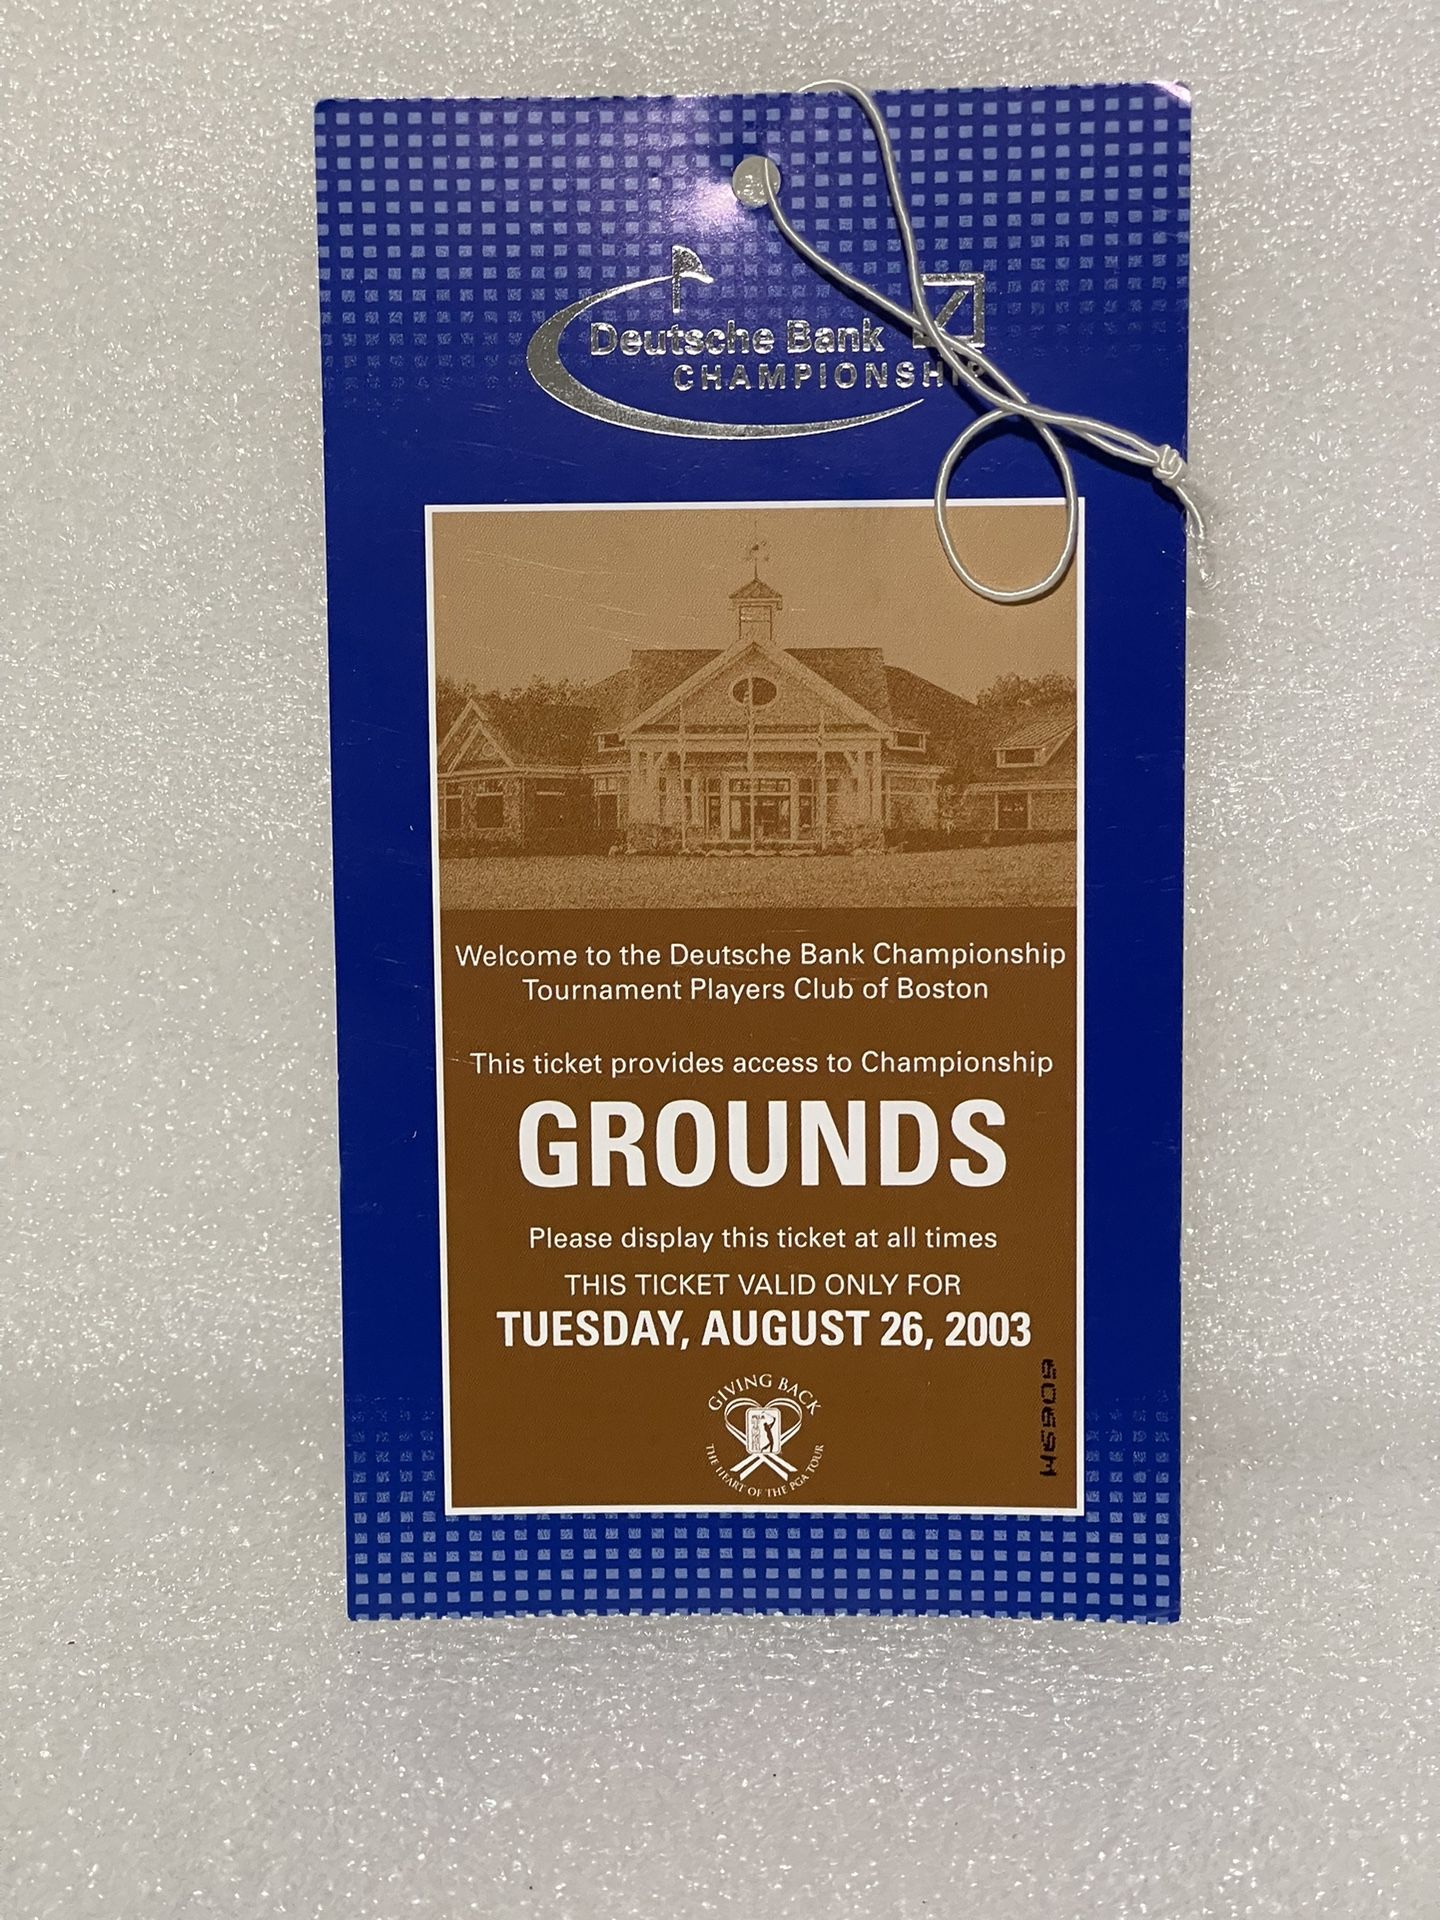 Deutsche Bank
CHAMPIONSHIP
Welcome to the Deutsche Bank Championship
Tournament Players Club of Boston
This ticket provides access to Championship
GROUNDS
Please display this ticket at all times
THIS TICKET VALID ONLY FOR
TUESDAY, AUGUST 26, 2003
GIVING BACK
THE HEART OF THE PGA TOUR